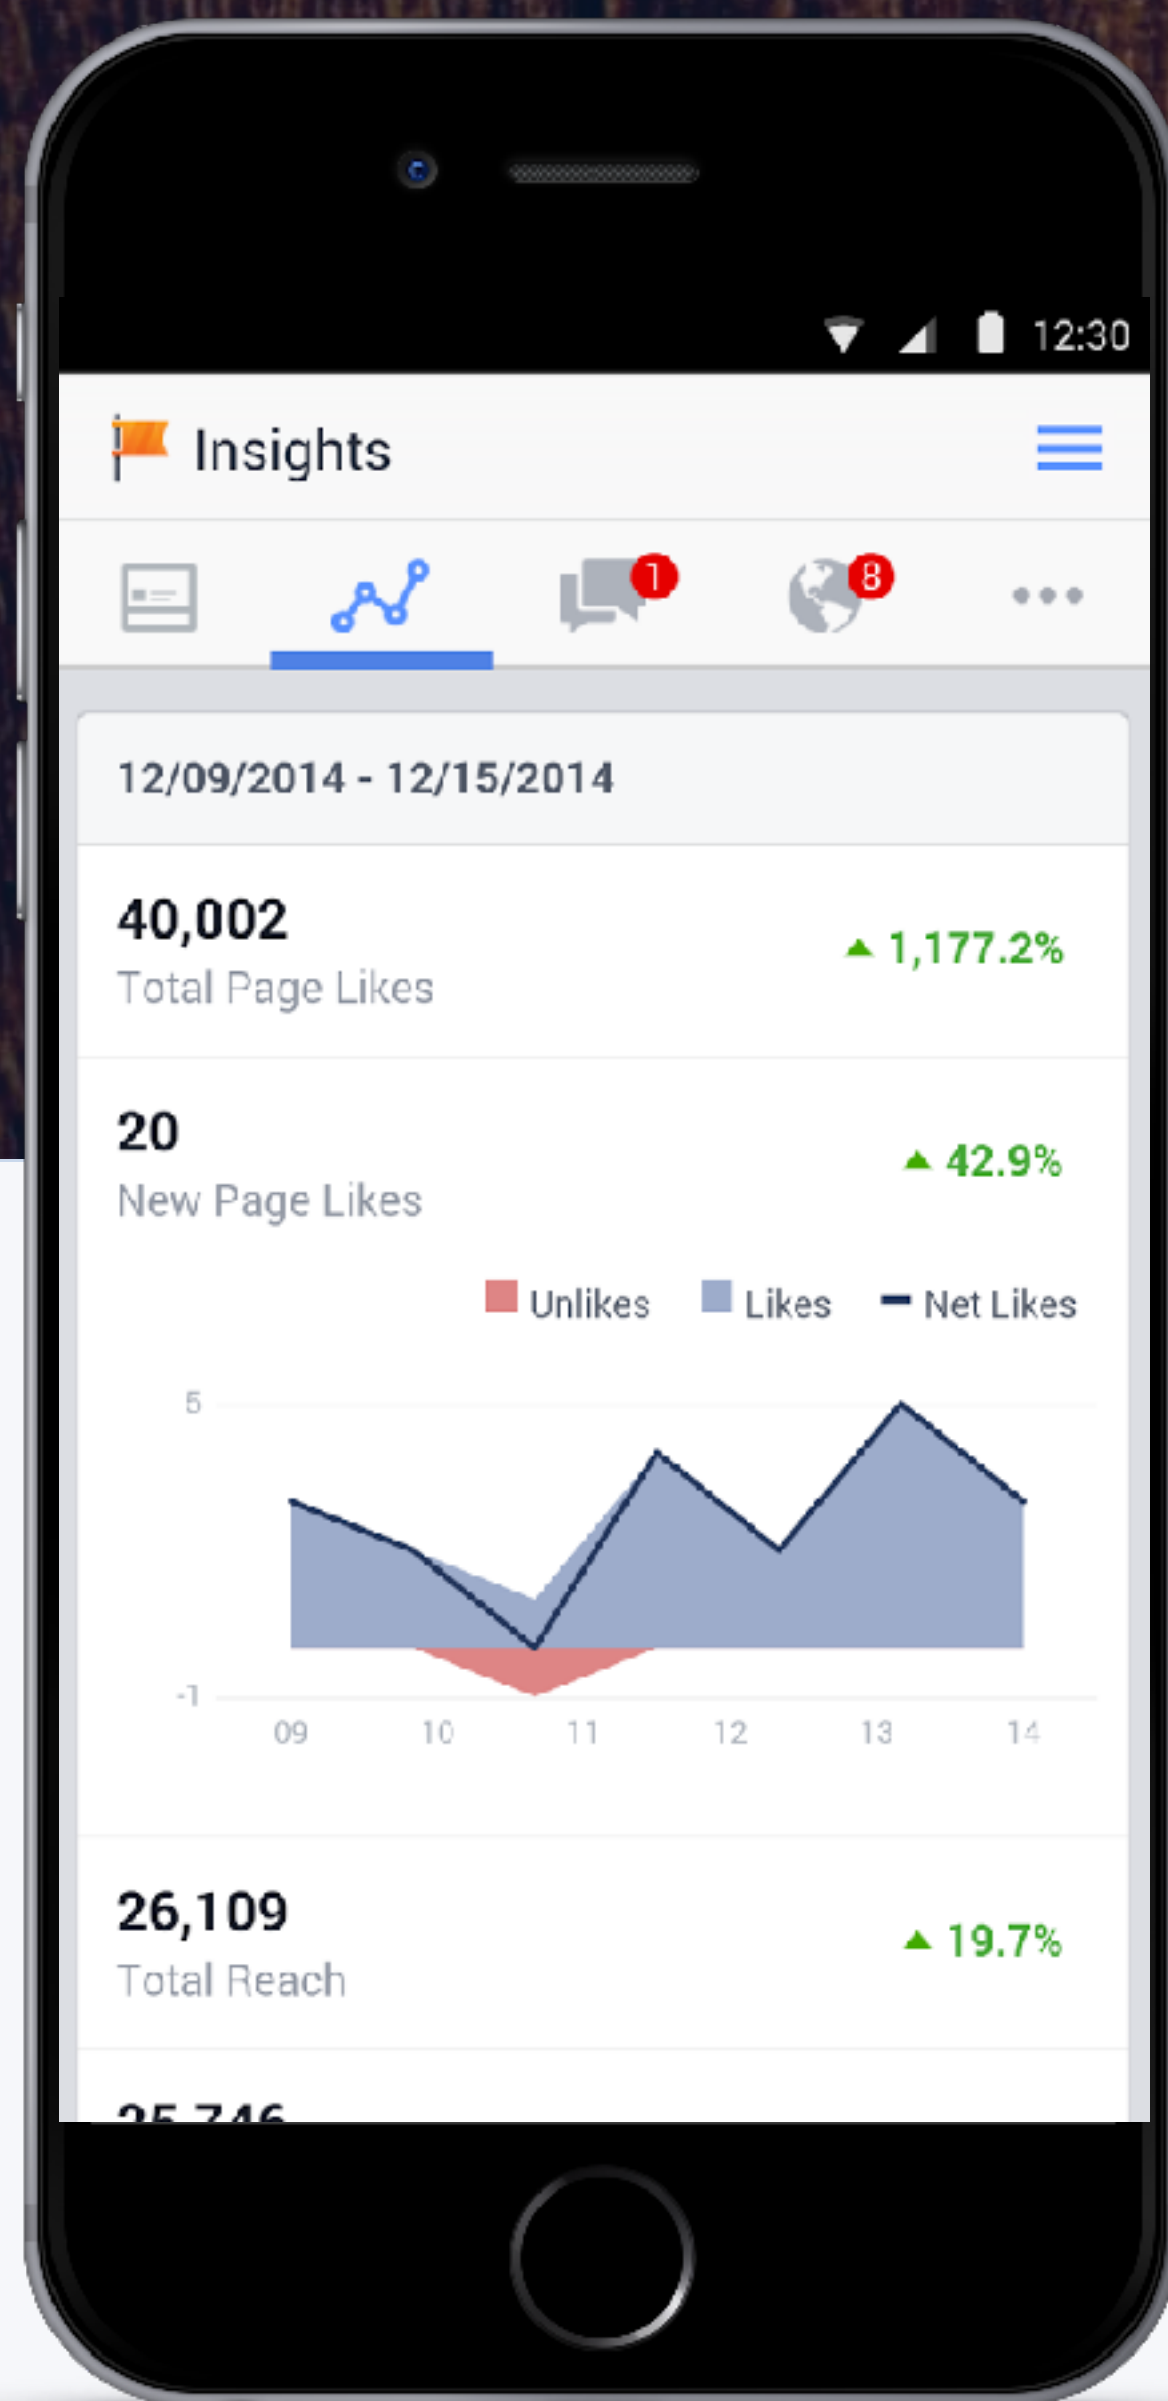 12:30
Insights
1
8
12/09/2014 - 12/15/2014
40,002
1,177.2%
Total Page Likes
20
42.9%
New Page Likes
Unlikes Likes Net Likes
5
-1
09 10 11 12 13 14
26,109
19.7%
Total Reach
25,746